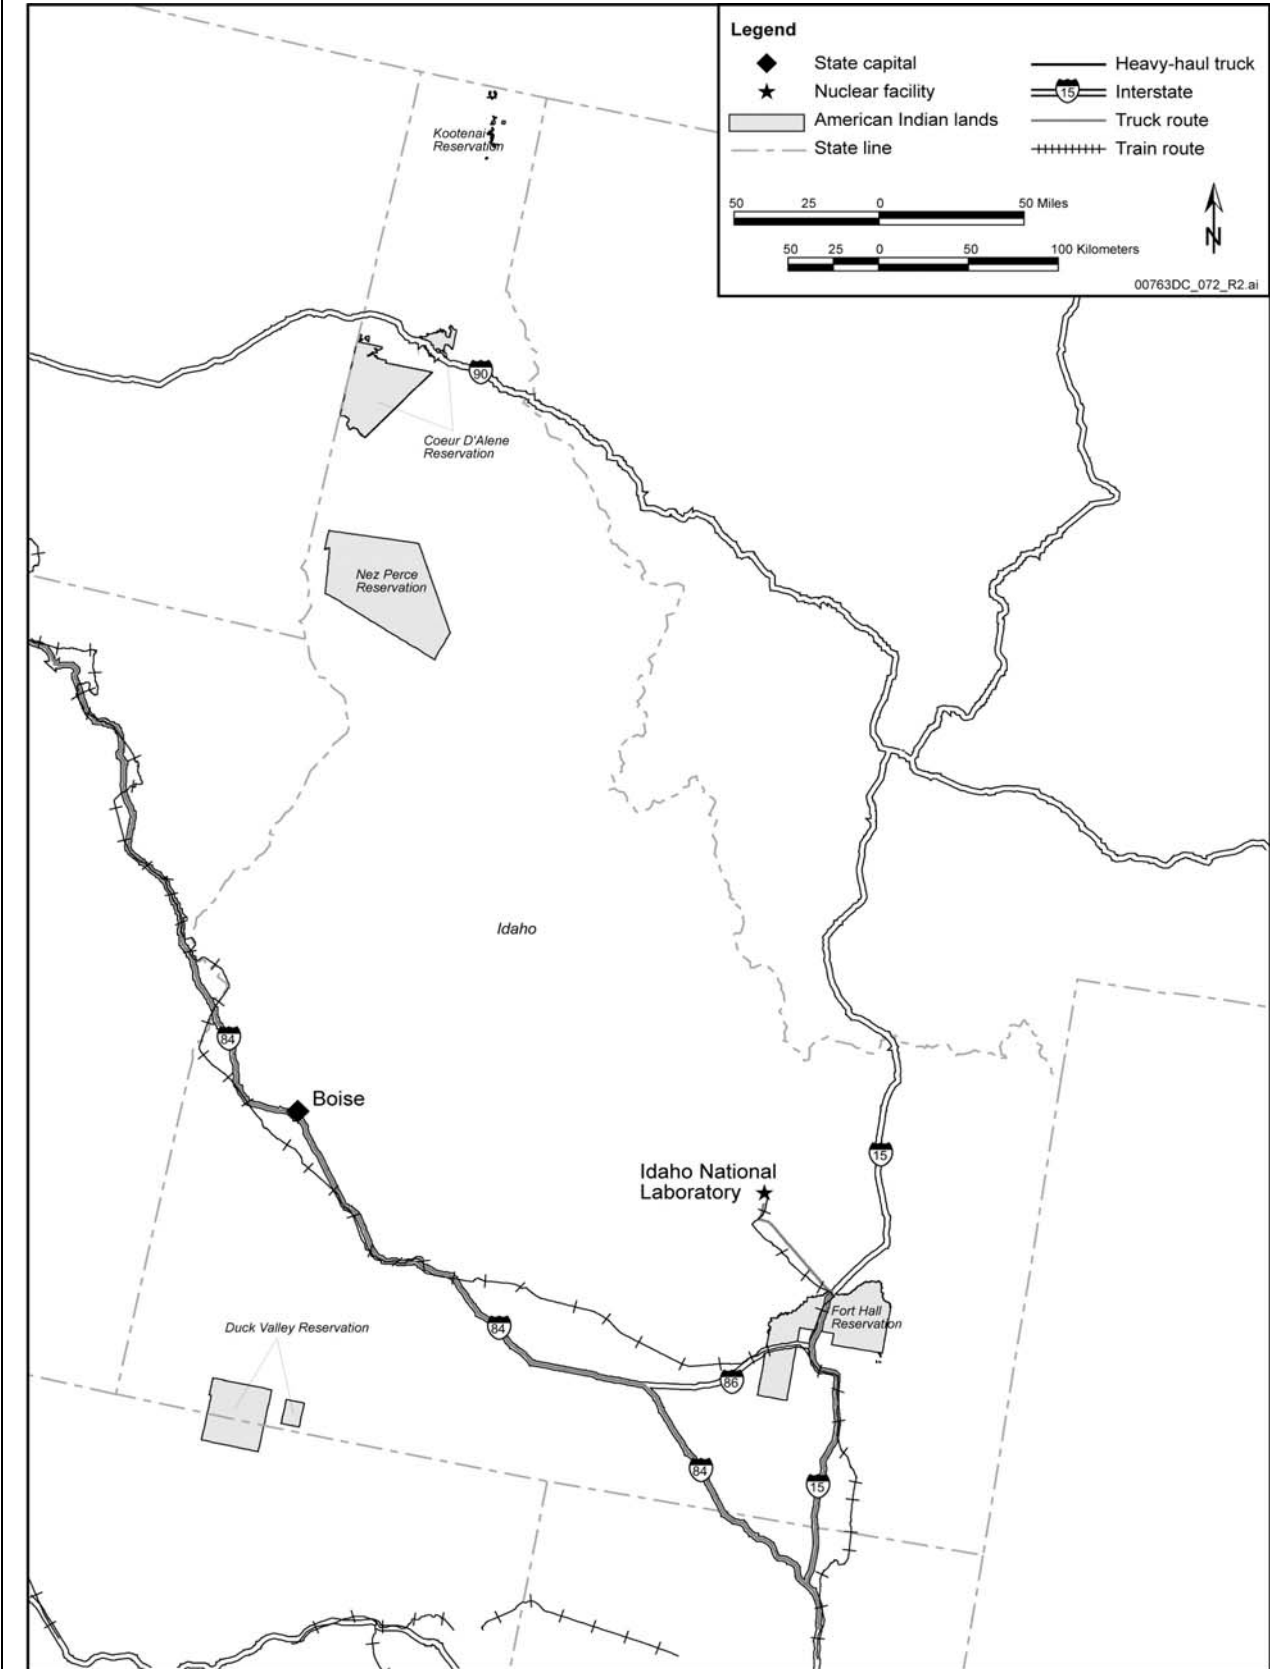 Legend
State capital
Nuclear facility
American Indian lands
State line
Heavy-haul truck
15
Interstate
Truck route
Train route
50 25 0 50 Miles
50 25 0 50 100 Kilometers
N
00763DC_072_R2.ai
Kootenai
Reservation
90
Coeur D'Alene
Reservation
Nez Perce
Reservation
Idaho
84
Boise
15
Idaho National
Laboratory
Fort Hall
Reservation
Duck Valley Reservation
84
86
84
15